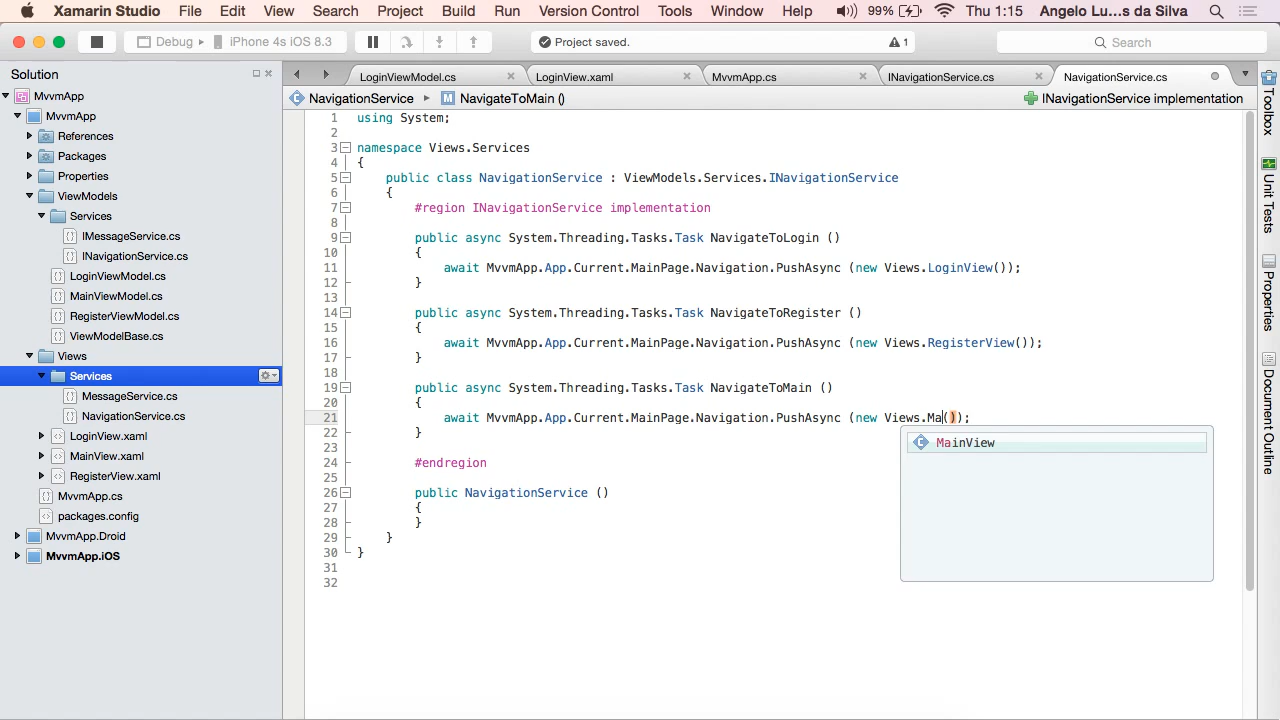 Xamarin Studio File Edit View Search Project Build Run Version Control Tools Window Help 99% Thu 1:15 Angelo Lu...s da Silva
Debug iPhone 4s iOS 8.3 Project saved. 1 Search
Solution
MvvmApp
MvvmApp
References
Packages
Properties
ViewModels
Services
IMessageService.cs
INavigationService.cs
LoginViewModel.cs
MainViewModel.cs
RegisterViewModel.cs
ViewModelBase.cs
Views
Services
MessageService.cs
NavigationService.cs
LoginView.xaml
MainView.xaml
RegisterView.xaml
MvvmApp.cs
packages.config
MvvmApp.Droid
MvvmApp.iOS
LoginViewModel.cs LoginView.xaml MvvmApp.cs INavigationService.cs NavigationService.cs
NavigationService NavigateToMain () INavigationService implementation
1 using System;
2
3 namespace Views.Services
4 {
5 public class NavigationService : ViewModels.Services.INavigationService
6 {
7 #region INavigationService implementation
8
9 public async System.Threading.Tasks.Task NavigateToLogin ()
10 {
11 await MvvmApp.App.Current.MainPage.Navigation.PushAsync (new Views.LoginView());
12 }
13
14 public async System.Threading.Tasks.Task NavigateToRegister ()
15 {
16 await MvvmApp.App.Current.MainPage.Navigation.PushAsync (new Views.RegisterView());
17 }
18
19 public async System.Threading.Tasks.Task NavigateToMain ()
20 {
21 await MvvmApp.App.Current.MainPage.Navigation.PushAsync (new Views.Ma());
22 }
23
24 #endregion
25
26 public NavigationService ()
27 {
28 }
29 }
30 }
31
32
MainView
Toolbox
Unit Tests
Properties
Document Outline